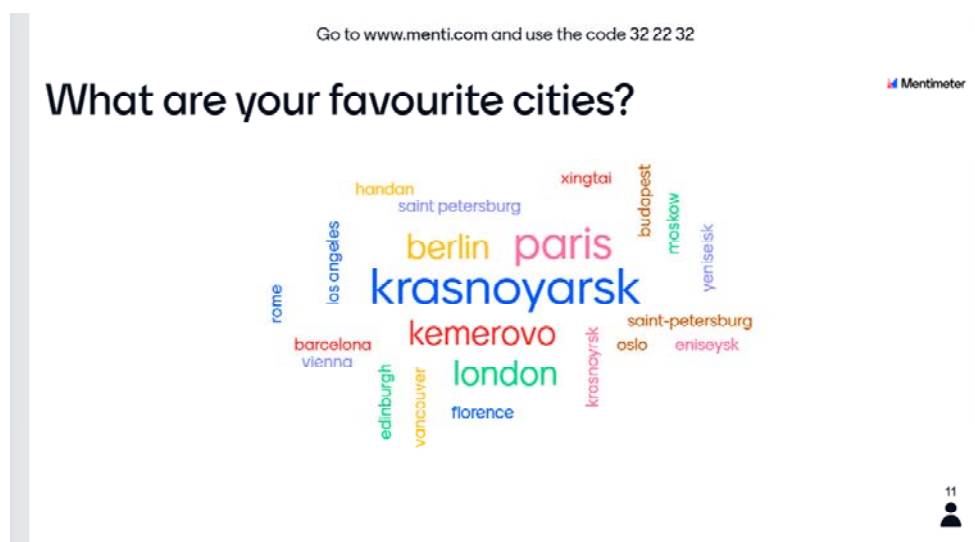 Go to www.menti.com and use the code 32 22 32
What are your favourite cities?
Mentimeter
xingtai
budapest
handan
saint petersburg
moskow
los angeles
berlin
paris
yeniseisk
krasnoyarsk
rome
saint-petersburg
kemerovo
krasnoyrsk
barcelona
oslo
eniseysk
vienna
edinburgh
vancouver
london
florence
11